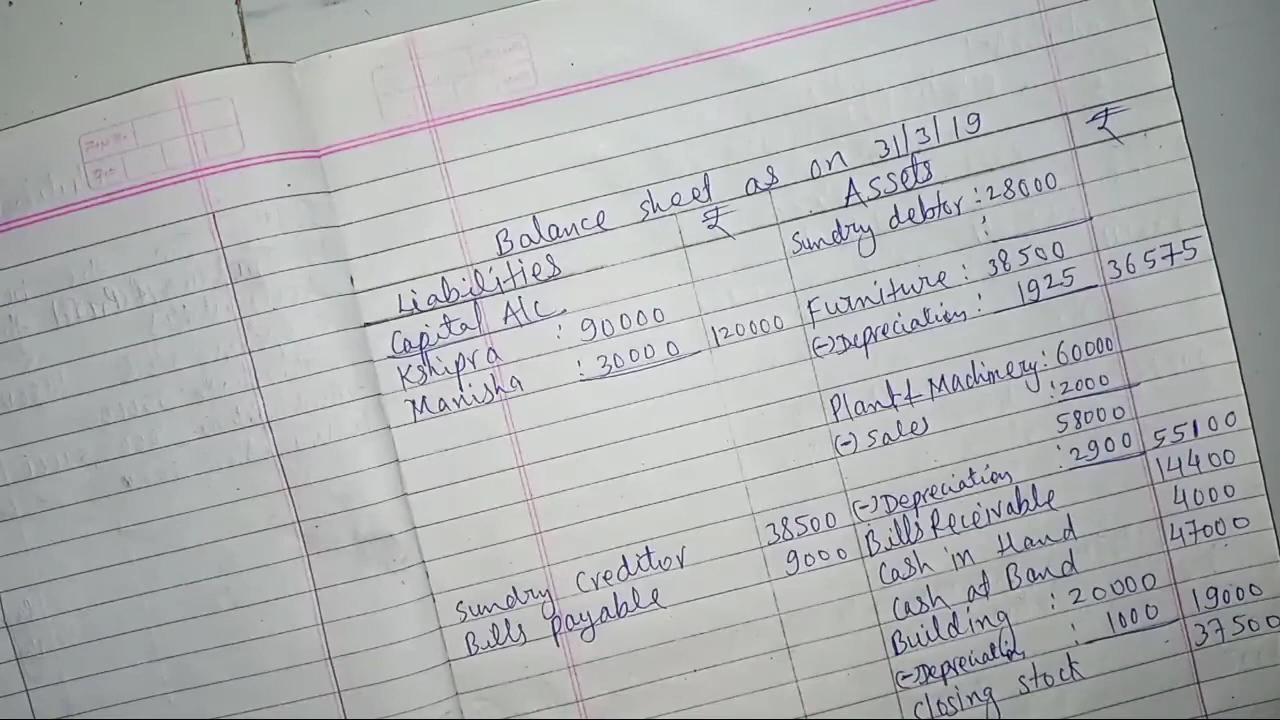 Balance sheet as on 31/3/19
Liabilities ₹ Assets ₹
Capital A/C
Kshipra : 90000
Manisha : 30000 120000
Sundry Creditor 38500
Bills Payable 9000
Sundry debtor : 28000
:
Furniture : 38500
(-) Depreciation : 1925 36575
Plant & Machinery : 60000
(-) Sales : 2000
58000
(-) Depreciation : 2900 55100
Bills Receivable 14400
Cash in Hand 4000
Cash at Band 47000
Building : 20000
(-) Depreciation : 1000 19000
Closing stock 37500